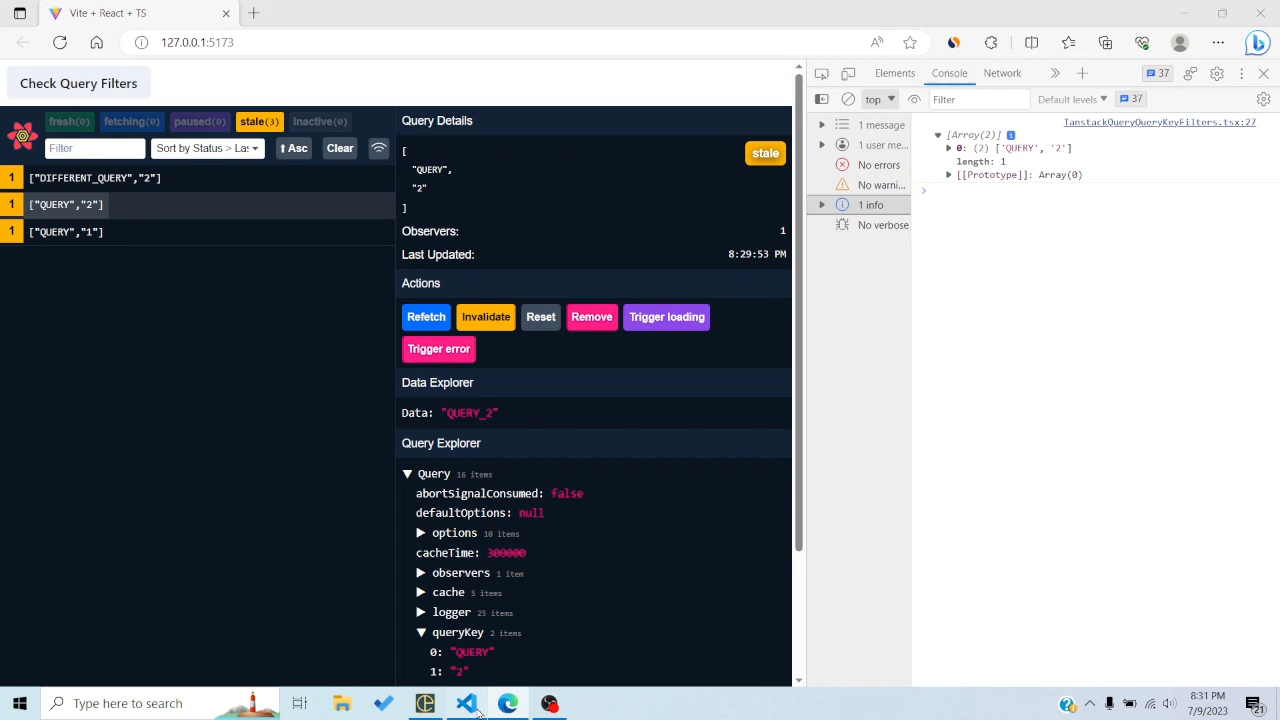 Vite + React + TS
127.0.0.1:5173
Check QueryFilters
fresh(0) fetching(0) paused(0) stale(3) inactive(0)
Filter Sort by Status > Las Asc Clear
1 ["DIFFERENT_QUERY","2"]
1 ["QUERY","2"]
1 ["QUERY","1"]
Query Details
[
"QUERY",
"2"
]
stale
Observers: 1
Last Updated: 8:29:53 PM
Actions
Refetch Invalidate Reset Remove Trigger loading
Trigger error
Data Explorer
Data: "QUERY_2"
Query Explorer
Query 16 items
abortSignalConsumed: false
defaultOptions: null
options 10 items
cacheTime: 300000
observers 1 item
cache 5 items
logger 25 items
queryKey 2 items
0: "QUERY"
1: "2"
Elements Console Network 37
top Filter Default levels 37
1 message
1 user me...
No errors
No warni...
1 info
No verbose
TanstackQueryQueryKeyFilters.tsx:27
[Array(2)]
0: (2) ['QUERY', '2']
length: 1
[[Prototype]]: Array(0)
Type here to search
8:31 PM
21